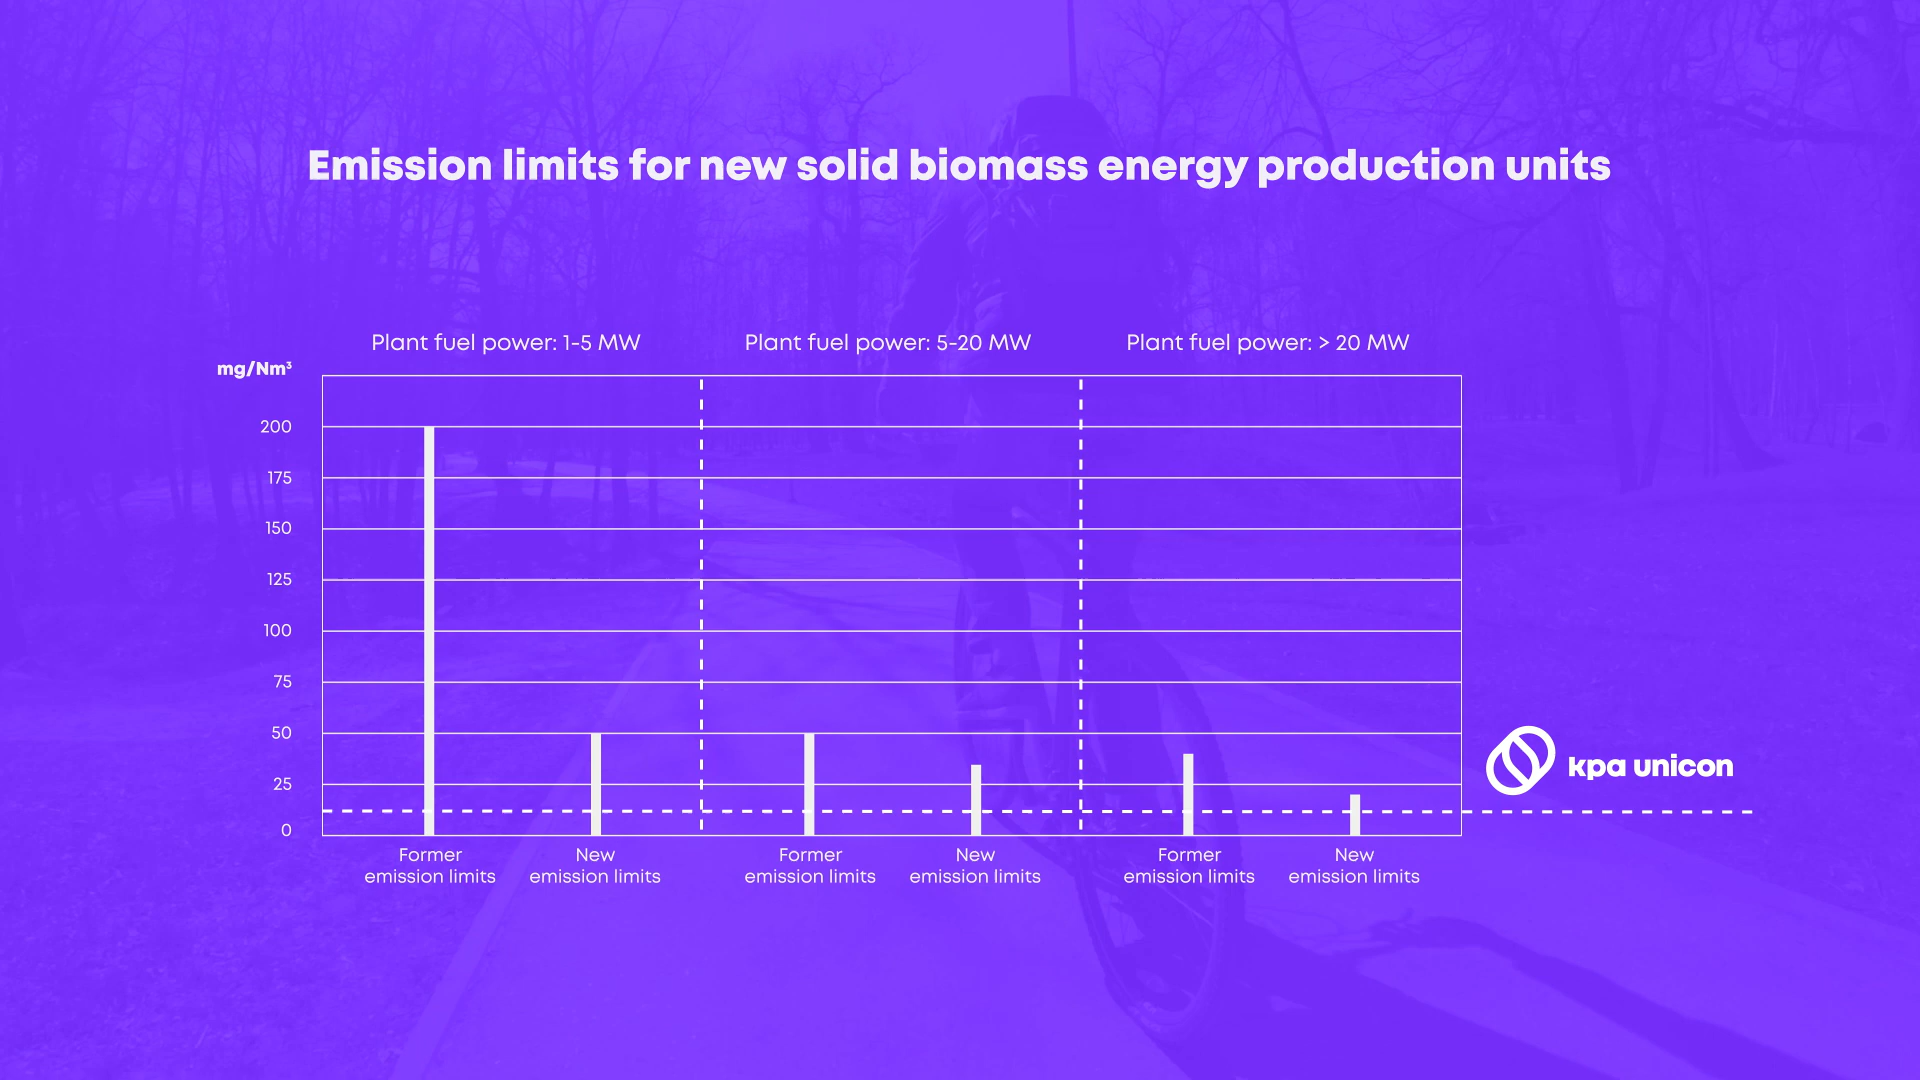 Emission limits for new solid biomass energy production units
Plant fuel power: 1-5 MW
Plant fuel power: 5-20 MW
Plant fuel power: > 20 MW
mg/Nm³
200
175
150
125
100
75
50
25
0
kpa unicon
Former
emission limits
New
emission limits
Former
emission limits
New
emission limits
Former
emission limits
New
emission limits